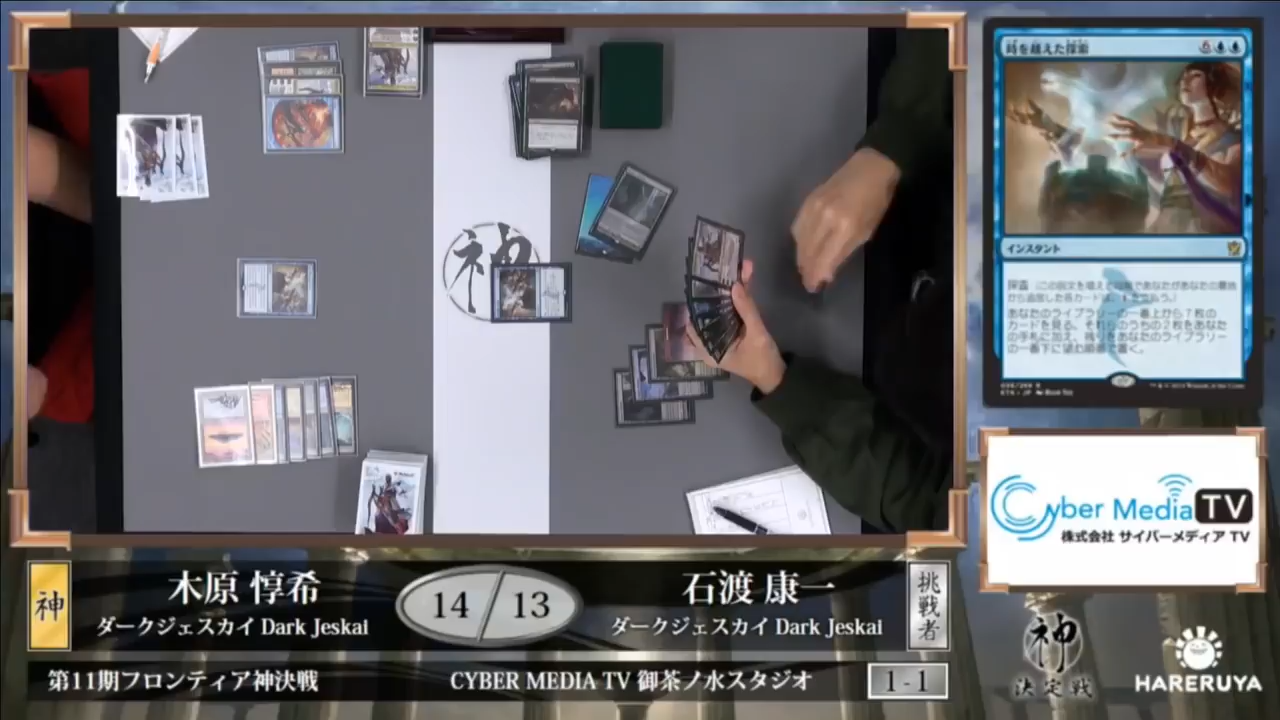 時を越えた探索 6
インスタント
あなたのライブラリーの一番上から7枚の
カードを見る。それらのうちの2枚をあなた
の手札に加え、残りをあなたのライブラリー
の一番下に望む順番で置く。
神
Cyber Media TV
株式会社 サイバーメディア TV
神
木原 惇希
ダークジェスカイ Dark Jeskai
14 / 13
石渡 康一
ダークジェスカイ Dark Jeskai
挑戦者
第11期フロンティア神決戦
CYBER MEDIA TV 御茶ノ水スタジオ
1 - 1
神
決定戦
HARERUYA